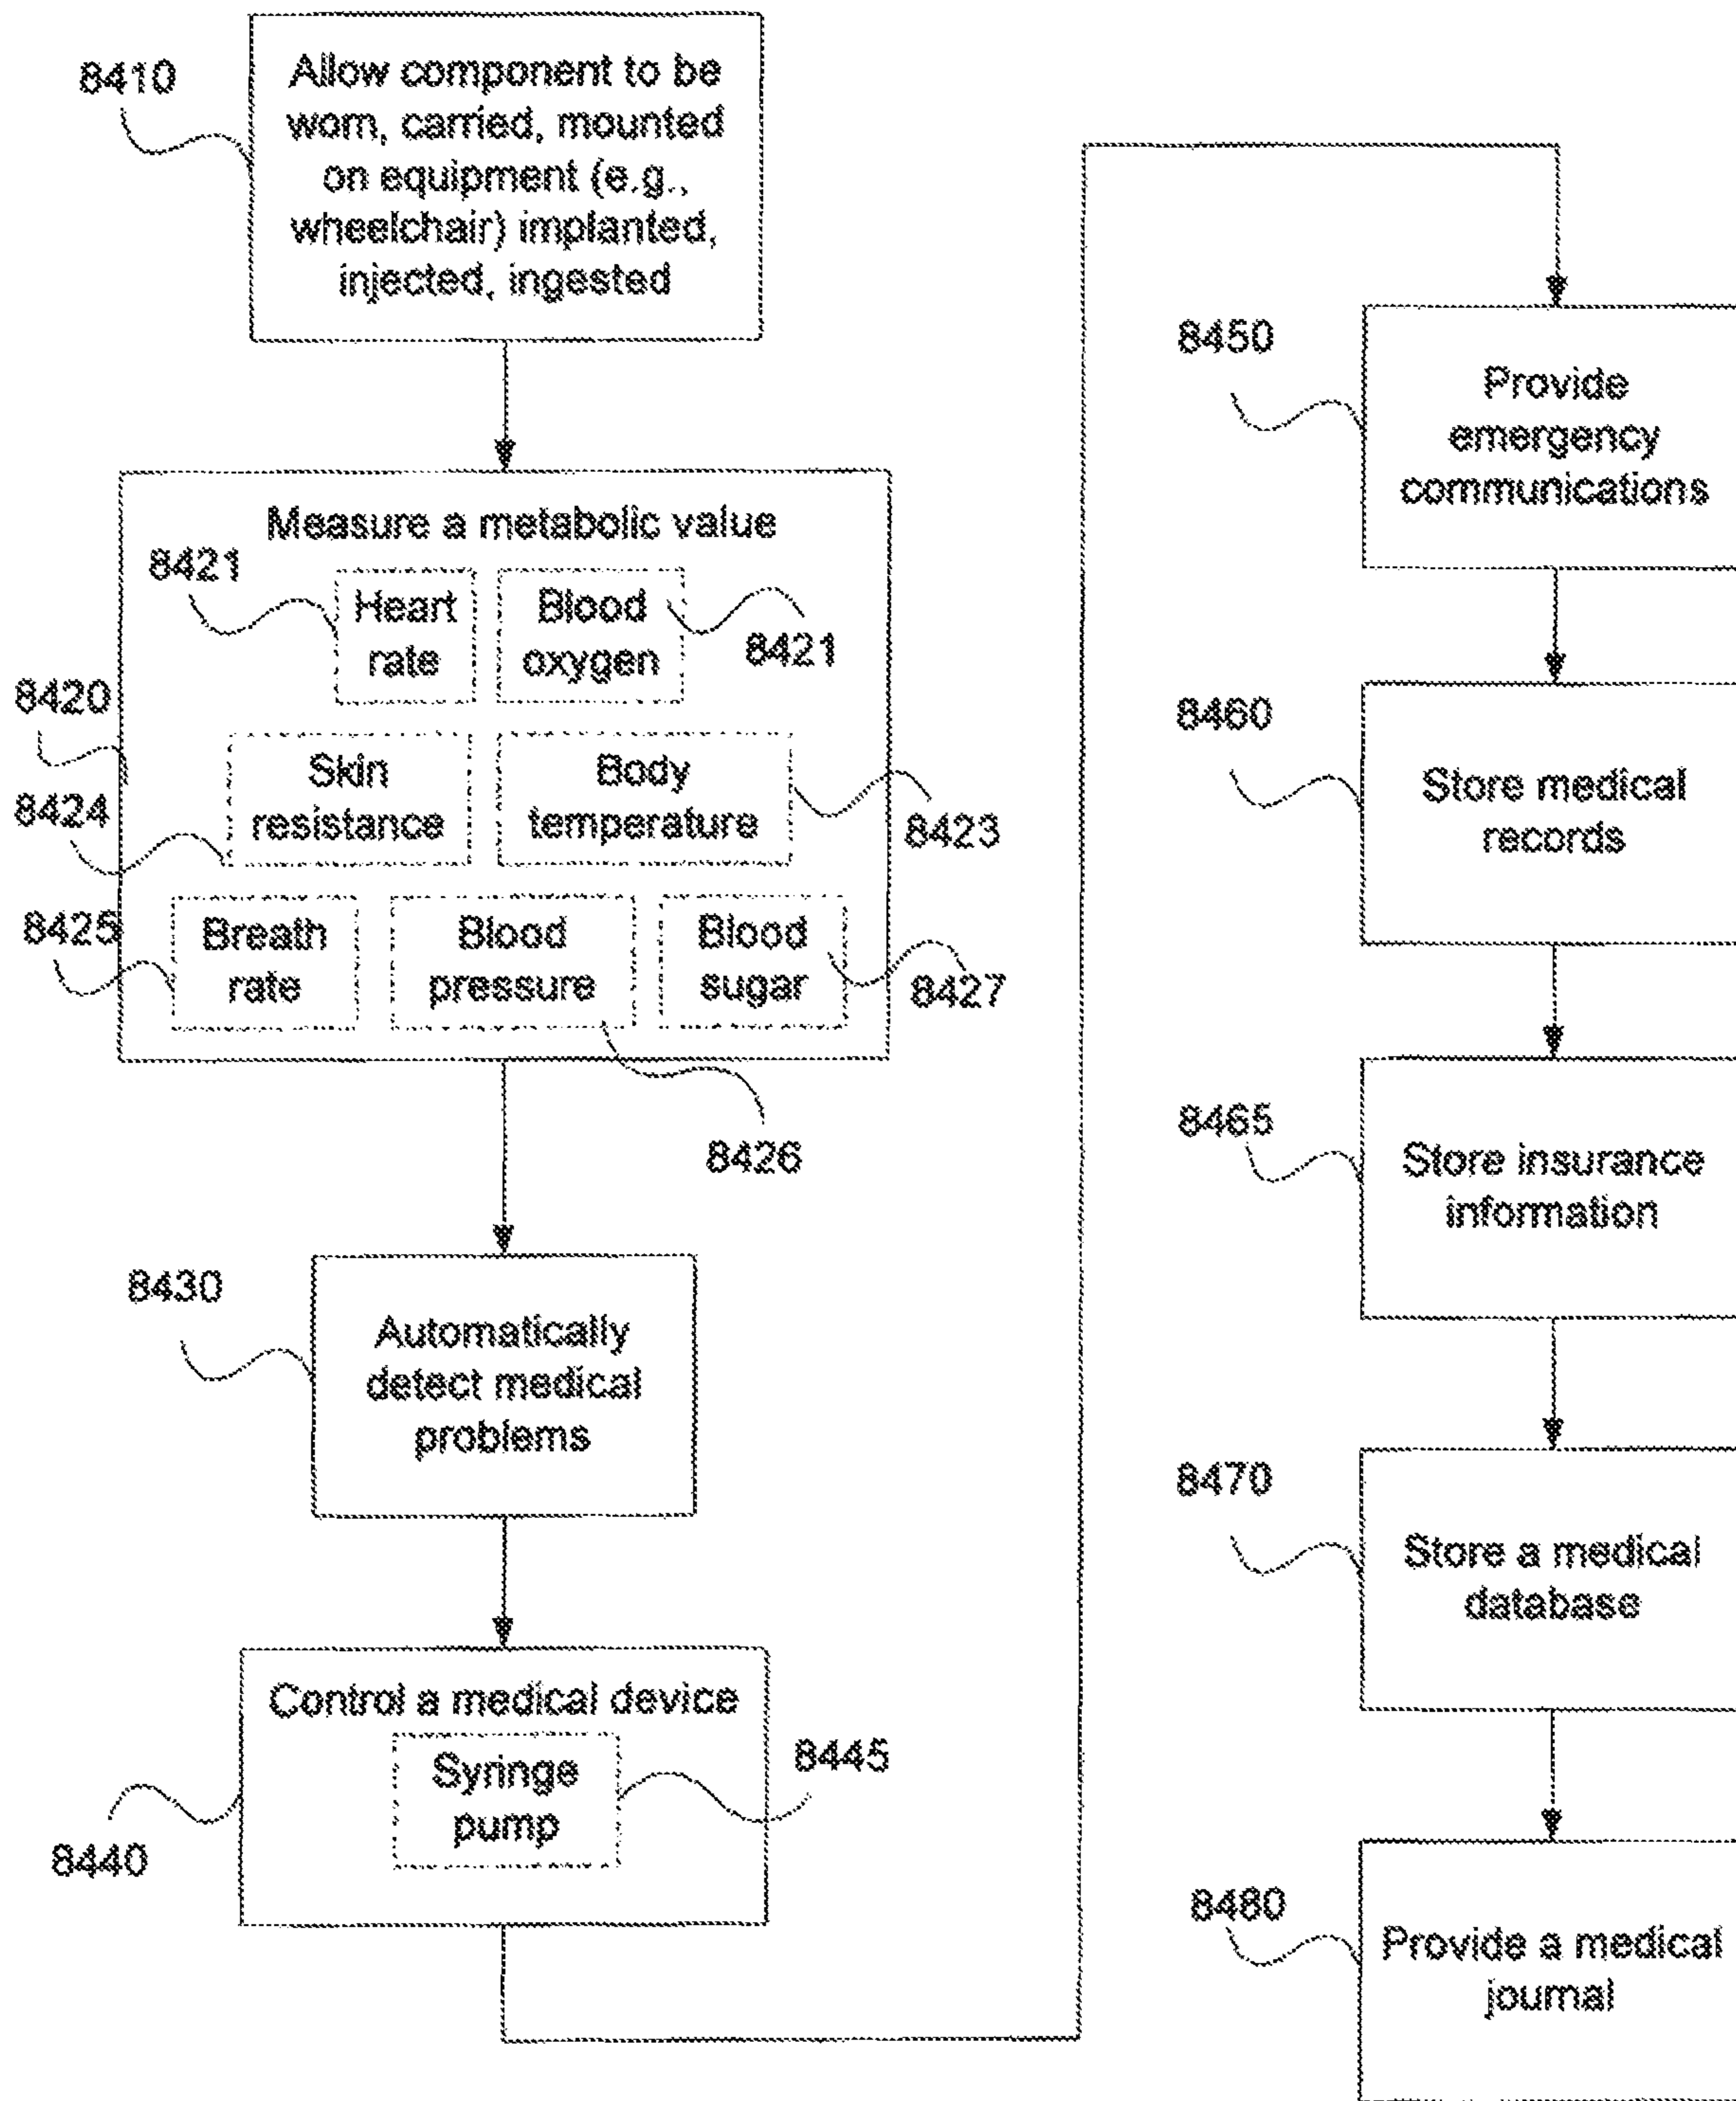 8410
Allow component to be
worn, carried, mounted
on equipment (e.g.,
wheelchair) implanted,
injected, ingested
8420
Measure a metabolic value
8421
Heart
rate
Blood
oxygen
8421
8424
Skin
resistance
Body
temperature
8423
8425
Breath
rate
Blood
pressure
8426
Blood
sugar
8427
8430
Automatically
detect medical
problems
8440
Control a medical device
Syringe
pump
8445
8450
Provide
emergency
communications
8460
Store medical
records
8465
Store insurance
information
8470
Store a medical
database
8480
Provide a medical
journal